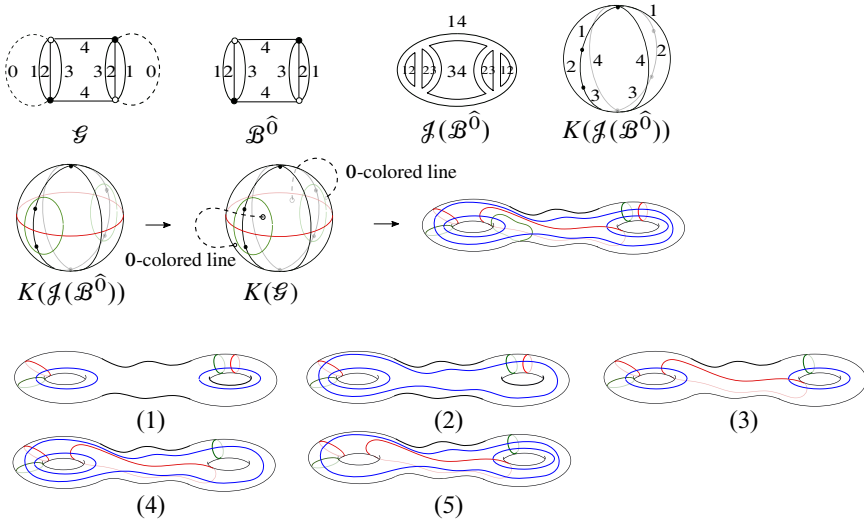 4 4 14
0 1 2 3 3 2 1 0 1 2 3 3 2 1 12 23 34 23 12 1 1 2 4 4 2 3 3
4 4
𝒢 ℬ^0̂ 𝒥(ℬ^0̂) K(𝒥(ℬ^0̂))
0-colored line
0-colored line
K(𝒥(ℬ^0̂)) K(𝒢)
(1) (2) (3)
(4) (5)